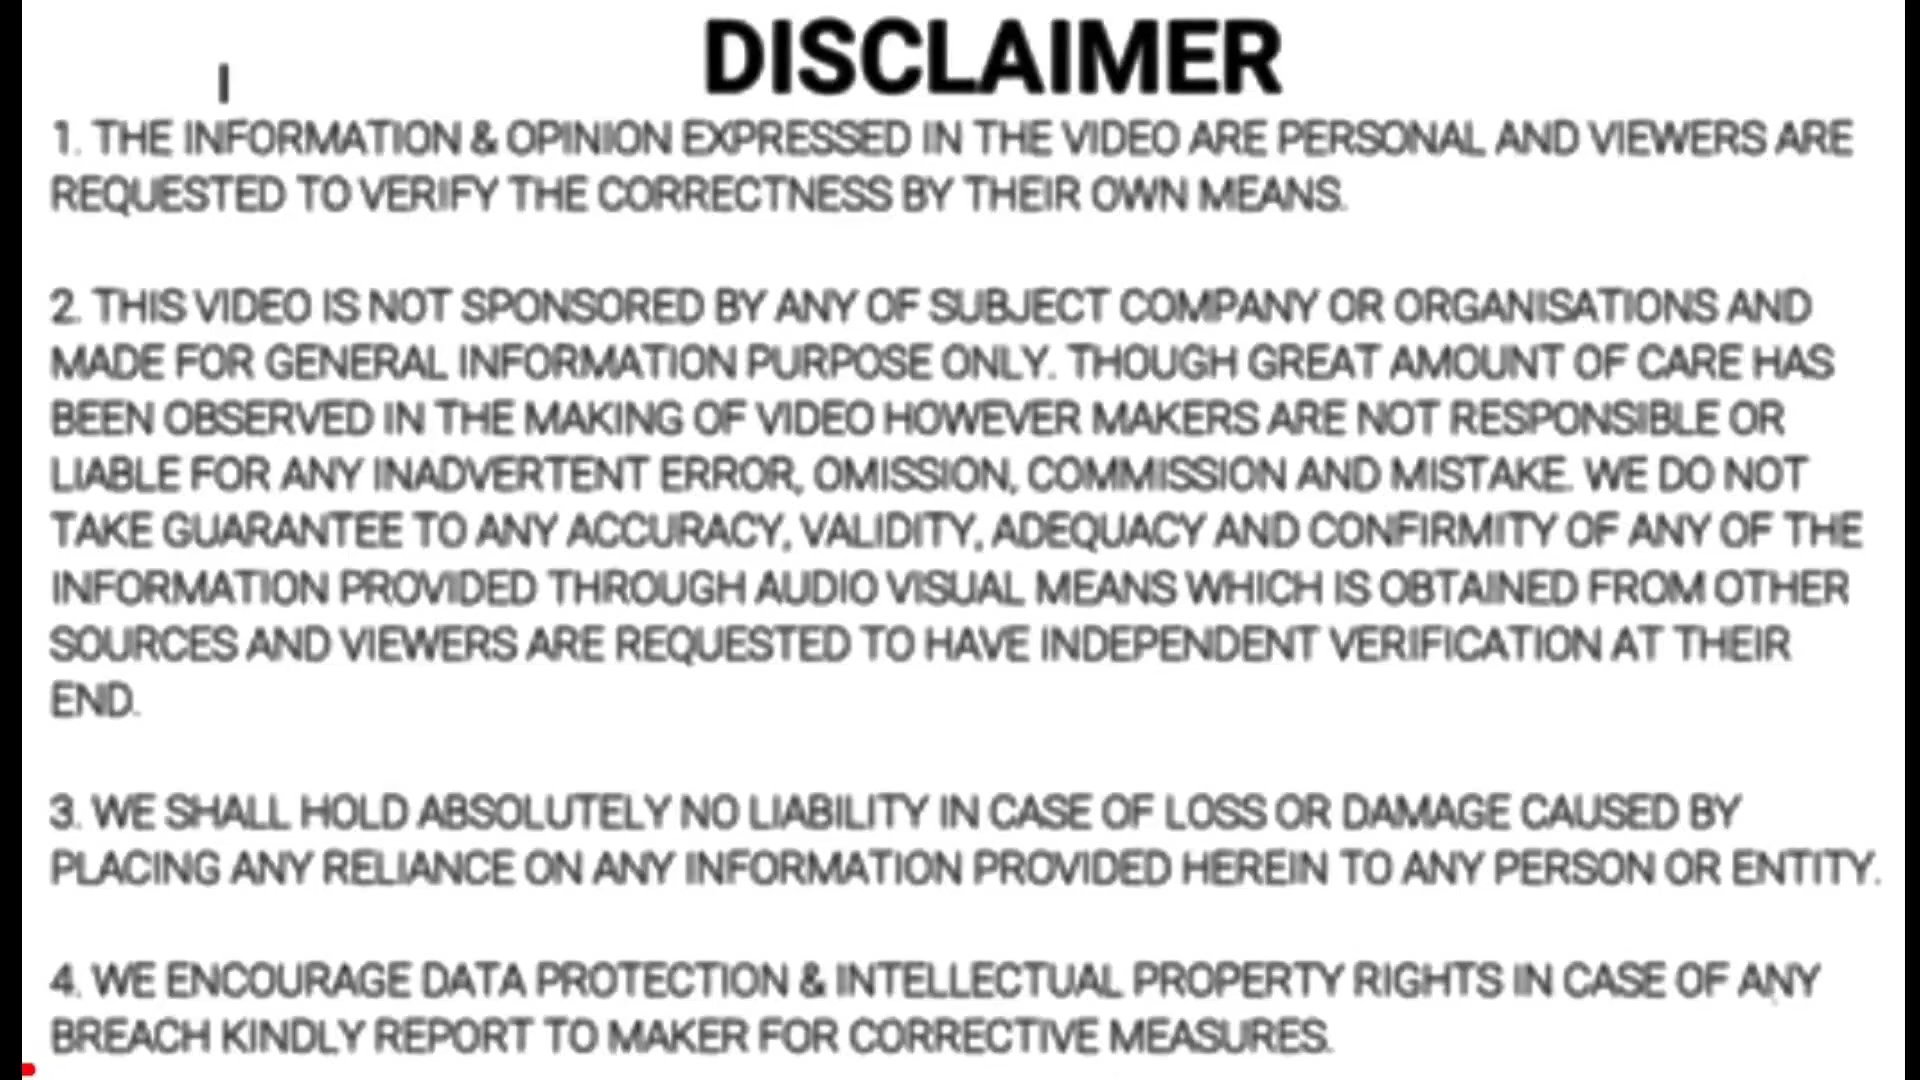 DISCLAIMER
1. THE INFORMATION & OPINION EXPRESSED IN THE VIDEO ARE PERSONAL AND VIEWERS ARE
REQUESTED TO VERIFY THE CORRECTNESS BY THEIR OWN MEANS.
2. THIS VIDEO IS NOT SPONSORED BY ANY OF SUBJECT COMPANY OR ORGANISATIONS AND
MADE FOR GENERAL INFORMATION PURPOSE ONLY. THOUGH GREAT AMOUNT OF CARE HAS
BEEN OBSERVED IN THE MAKING OF VIDEO HOWEVER MAKERS ARE NOT RESPONSIBLE OR
LIABLE FOR ANY INADVERTENT ERROR, OMISSION, COMMISSION AND MISTAKE. WE DO NOT
TAKE GUARANTEE TO ANY ACCURACY, VALIDITY, ADEQUACY AND CONFIRMITY OF ANY OF THE
INFORMATION PROVIDED THROUGH AUDIO VISUAL MEANS WHICH IS OBTAINED FROM OTHER
SOURCES AND VIEWERS ARE REQUESTED TO HAVE INDEPENDENT VERIFICATION AT THEIR
END.
3. WE SHALL HOLD ABSOLUTELY NO LIABILITY IN CASE OF LOSS OR DAMAGE CAUSED BY
PLACING ANY RELIANCE ON ANY INFORMATION PROVIDED HEREIN TO ANY PERSON OR ENTITY.
4. WE ENCOURAGE DATA PROTECTION & INTELLECTUAL PROPERTY RIGHTS IN CASE OF ANY
BREACH KINDLY REPORT TO MAKER FOR CORRECTIVE MEASURES.